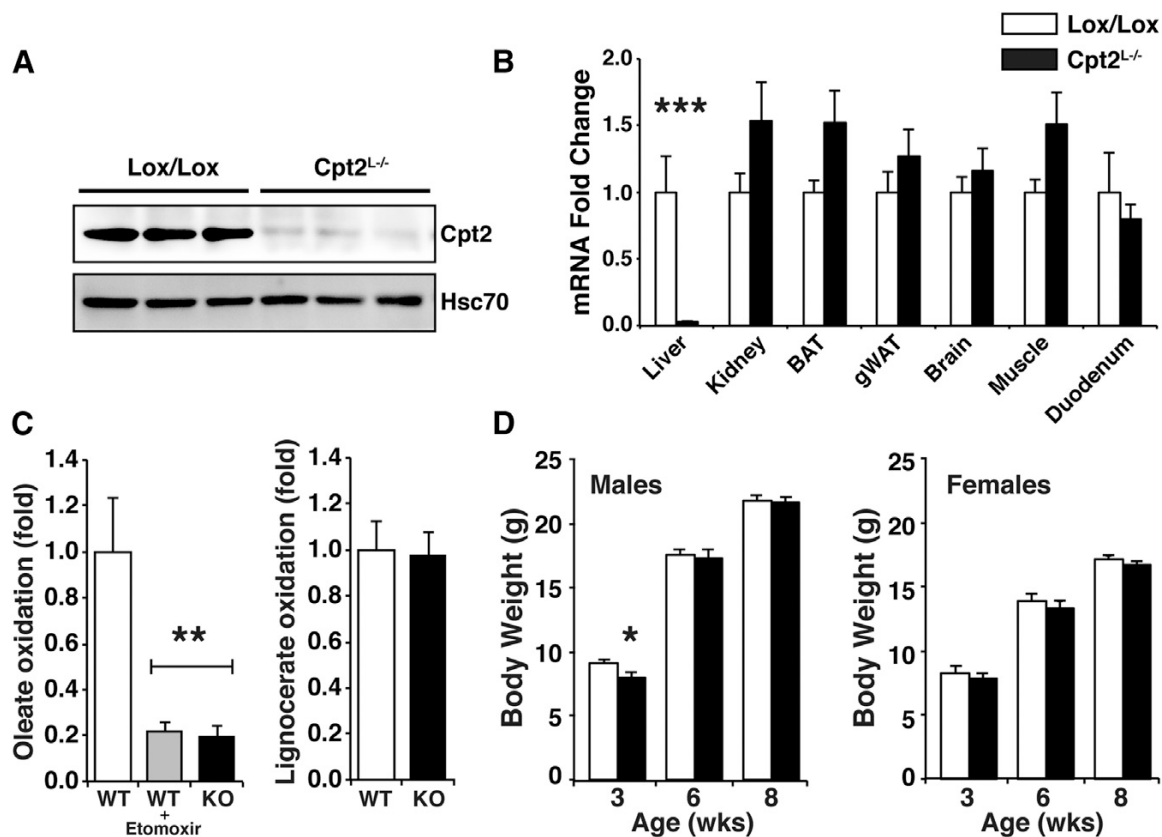 A
Lox/Lox
Cpt2L-/-
Cpt2
Hsc70
B
Lox/Lox
Cpt2L-/-
mRNA Fold Change
2.0
1.5
1.0
0.5
0.0
***
Liver
Kidney
BAT
gWAT
Brain
Muscle
Duodenum
C
Oleate oxidation (fold)
1.4
1.2
1.0
0.8
0.6
0.4
0.2
0.0
**
WT
WT
+
Etomoxir
KO
Lignocerate oxidation (fold)
1.4
1.2
1.0
0.8
0.6
0.4
0.2
0.0
WT
KO
D
Body Weight (g)
25
20
15
10
5
0
Males
*
3
6
8
Age (wks)
Body Weight (g)
25
20
15
10
5
0
Females
3
6
8
Age (wks)